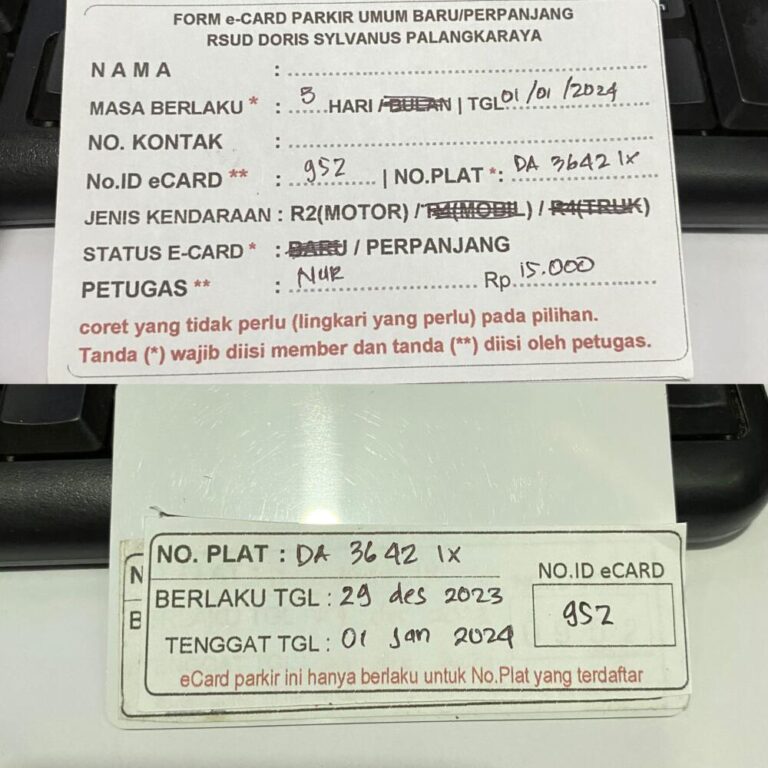 FORM e-CARD PARKIR UMUM BARU/PERPANJANG
RSUD DORIS SYLVANUS PALANGKARAYA
N A M A :
MASA BERLAKU * : 3 HARI / BULAN | TGL 01/01/2024
NO. KONTAK :
No.ID eCARD ** : 952 | NO.PLAT *: DA 3642 IX
JENIS KENDARAAN : R2(MOTOR) / R4(MOBIL) / R4(TRUK)
STATUS E-CARD * : BARU / PERPANJANG
PETUGAS ** : NUR Rp. 15.000
coret yang tidak perlu (lingkari yang perlu) pada pilihan.
Tanda (*) wajib diisi member dan tanda (**) diisi oleh petugas.
N
B
NO. PLAT : DA 3642 IX
BERLAKU TGL : 29 des 2023
TENGGAT TGL : 01 Jan 2024
NO.ID eCARD
952
eCard parkir ini hanya berlaku untuk No.Plat yang terdaftar